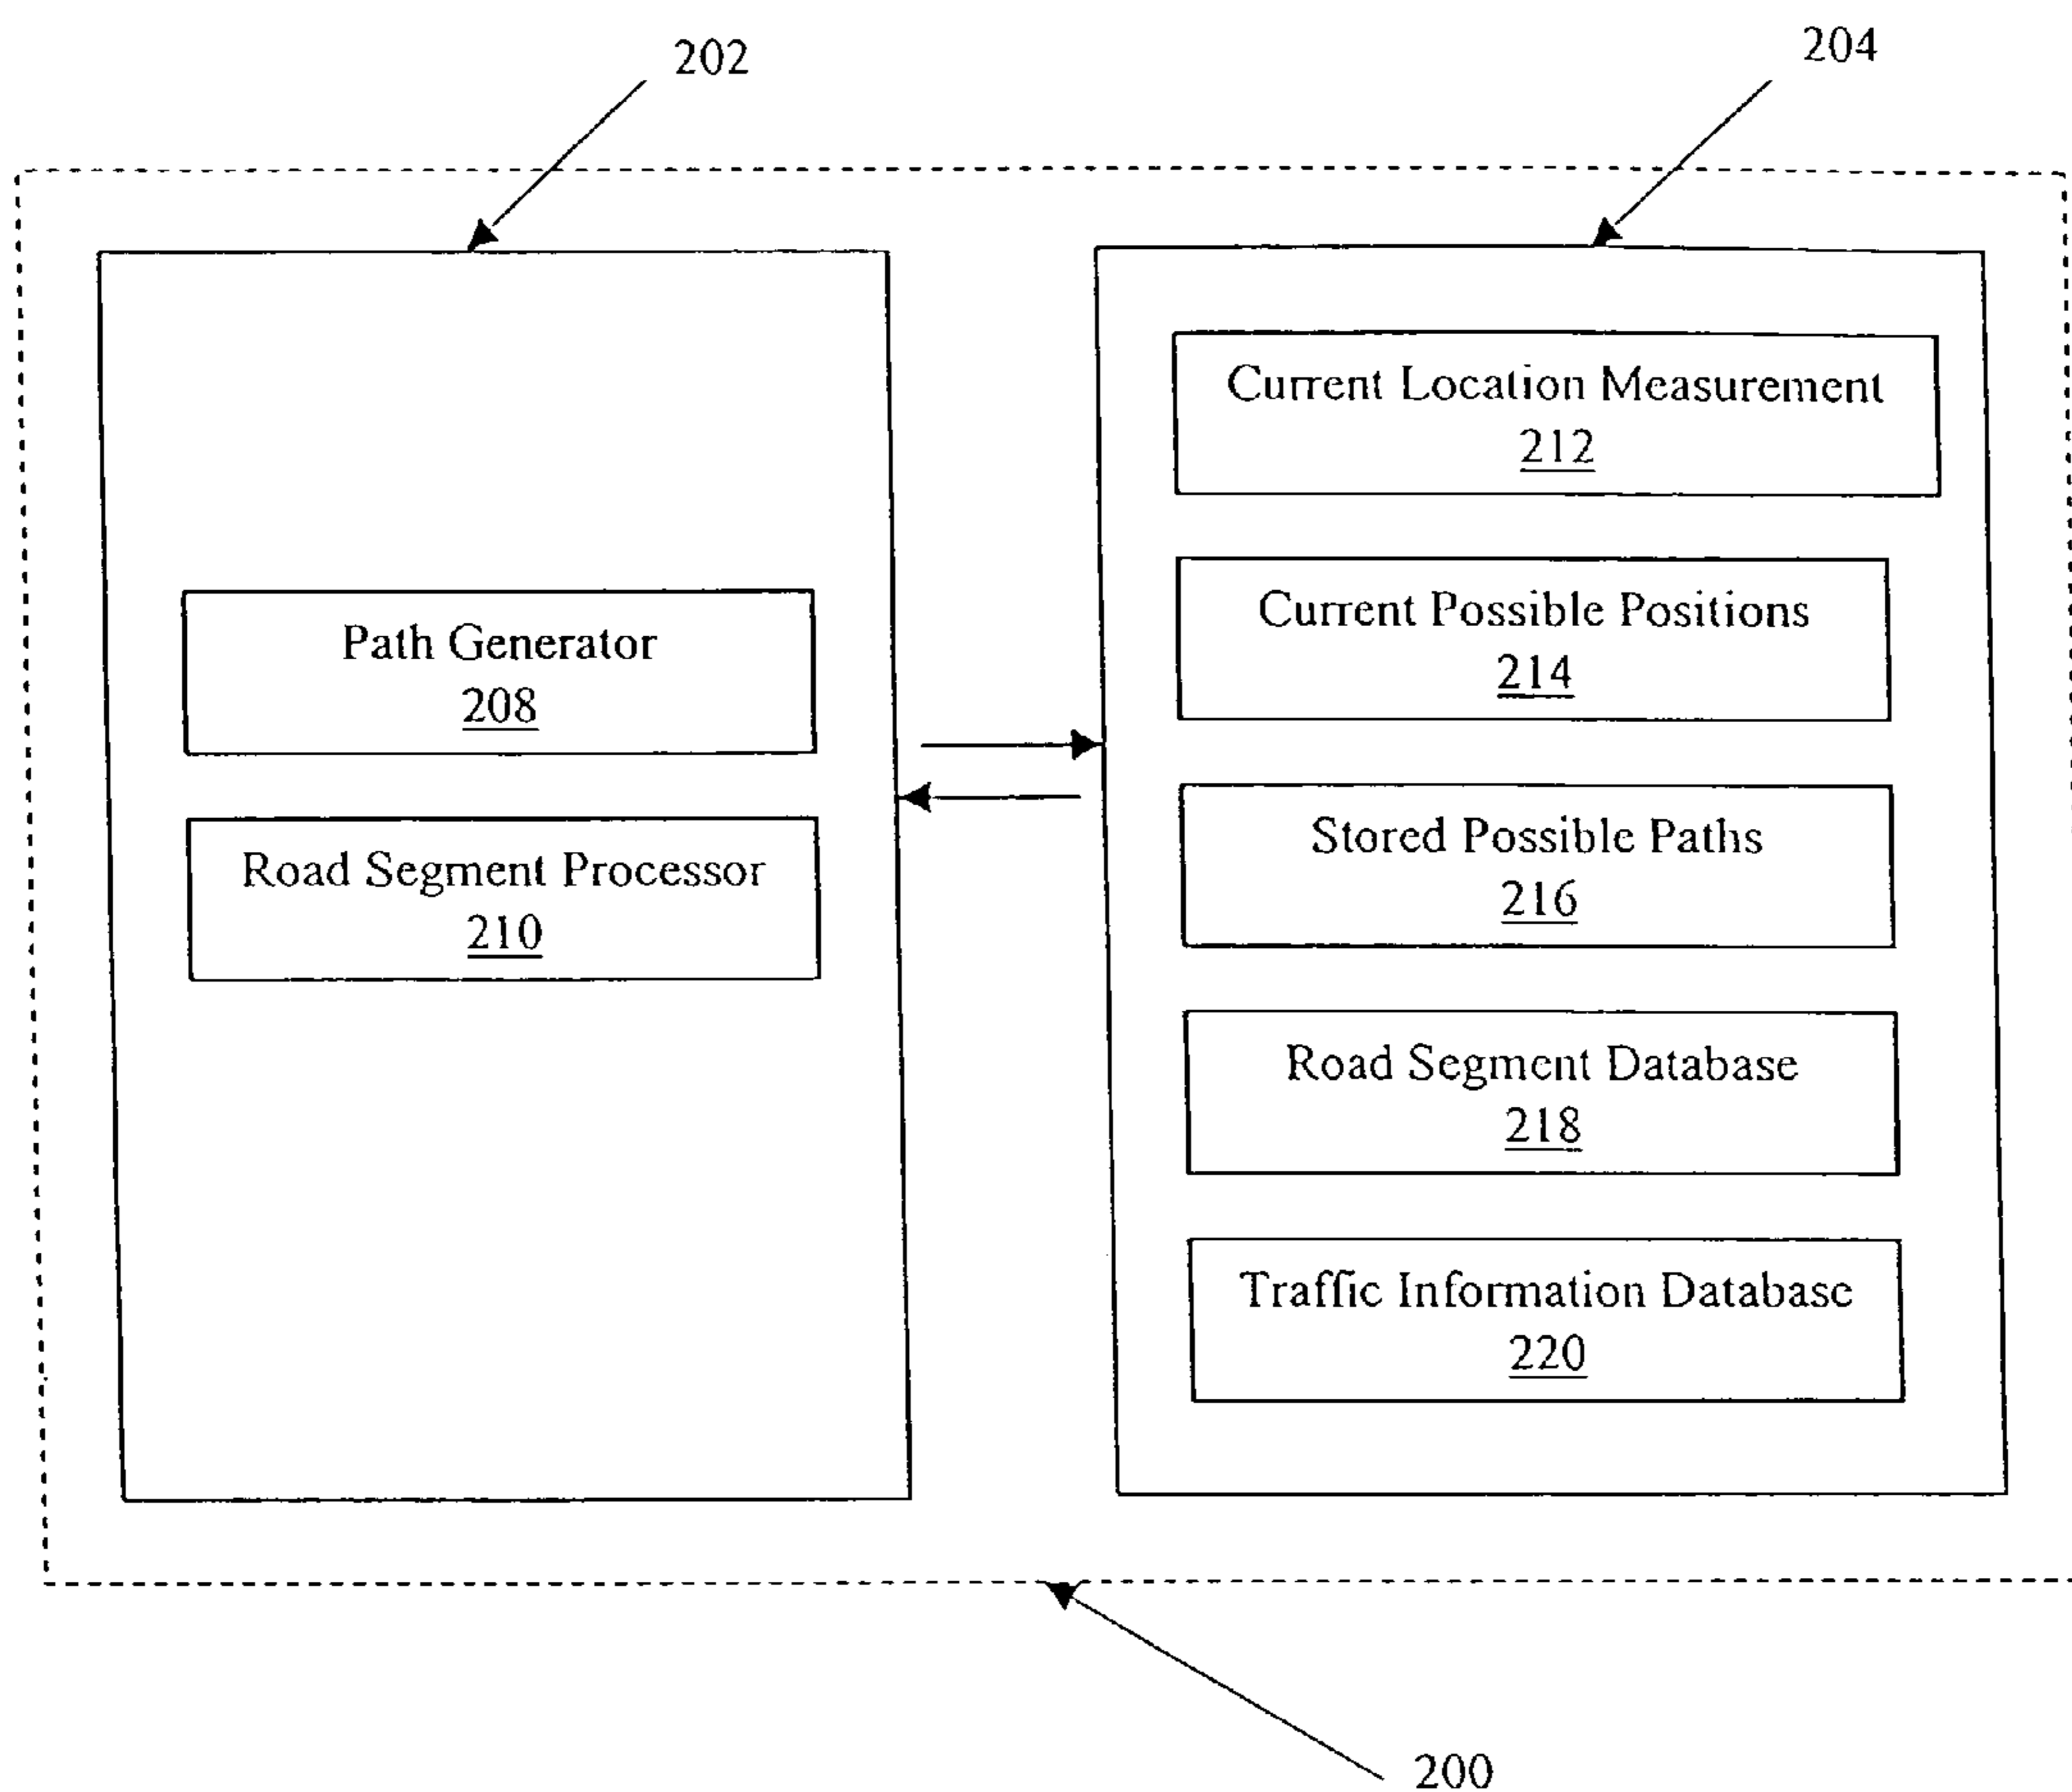 202
204
Current Location Measurement
212
Current Possible Positions
214
Path Generator
208
Stored Possible Paths
216
Road Segment Processor
210
Road Segment Database
218
Traffic Information Database
220
200